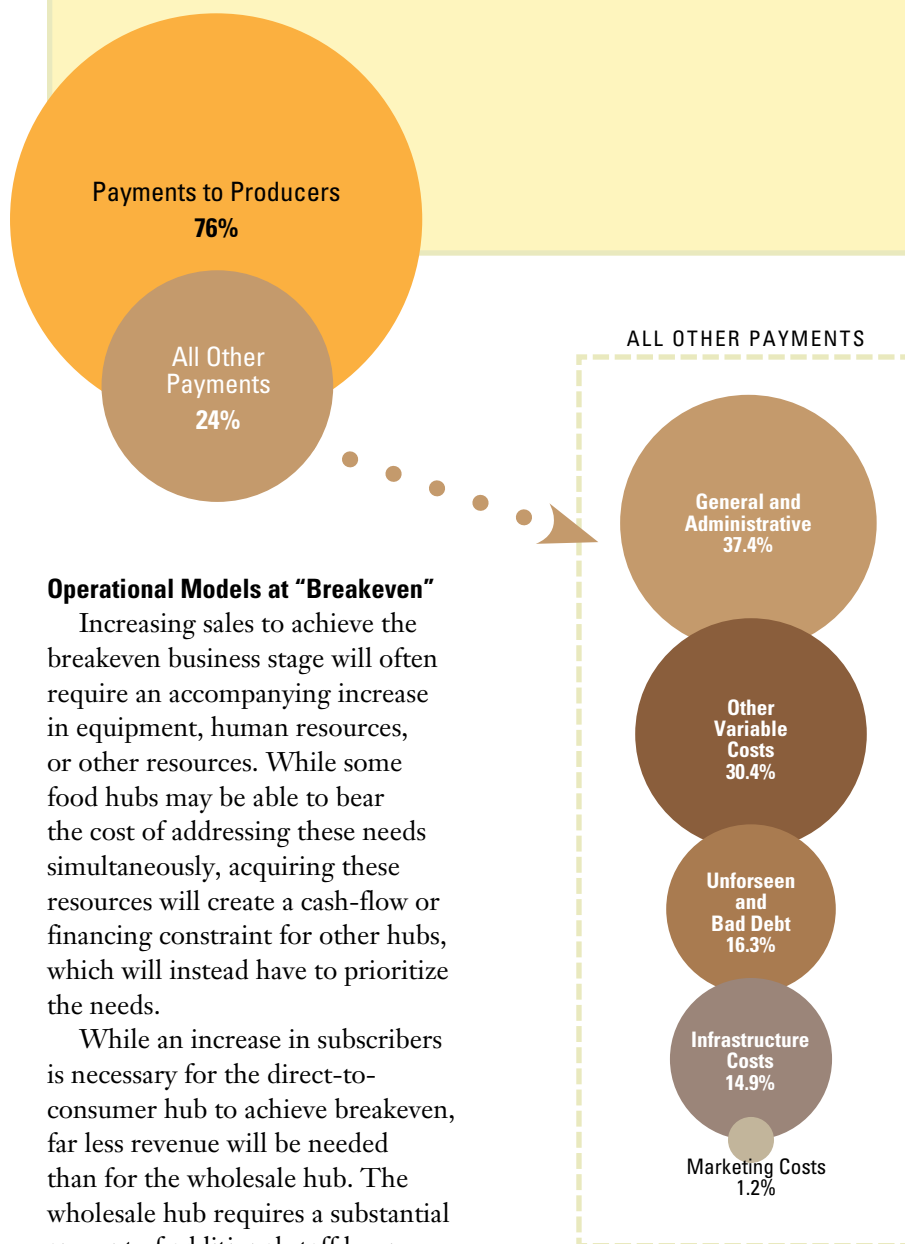 Payments to Producers
76%
All Other
Payments
24%
ALL OTHER PAYMENTS
General and
Administrative
37.4%
Other
Variable
Costs
30.4%
Unforseen
and
Bad Debt
16.3%
Infrastructure
Costs
14.9%
Marketing Costs
1.2%
Operational Models at “Breakeven”
Increasing sales to achieve the
breakeven business stage will often
require an accompanying increase
in equipment, human resources,
or other resources. While some
food hubs may be able to bear
the cost of addressing these needs
simultaneously, acquiring these
resources will create a cash-flow or
financing constraint for other hubs,
which will instead have to prioritize
the needs.
While an increase in subscribers
is necessary for the direct-to-
consumer hub to achieve breakeven,
far less revenue will be needed
than for the wholesale hub. The
wholesale hub requires a substantial